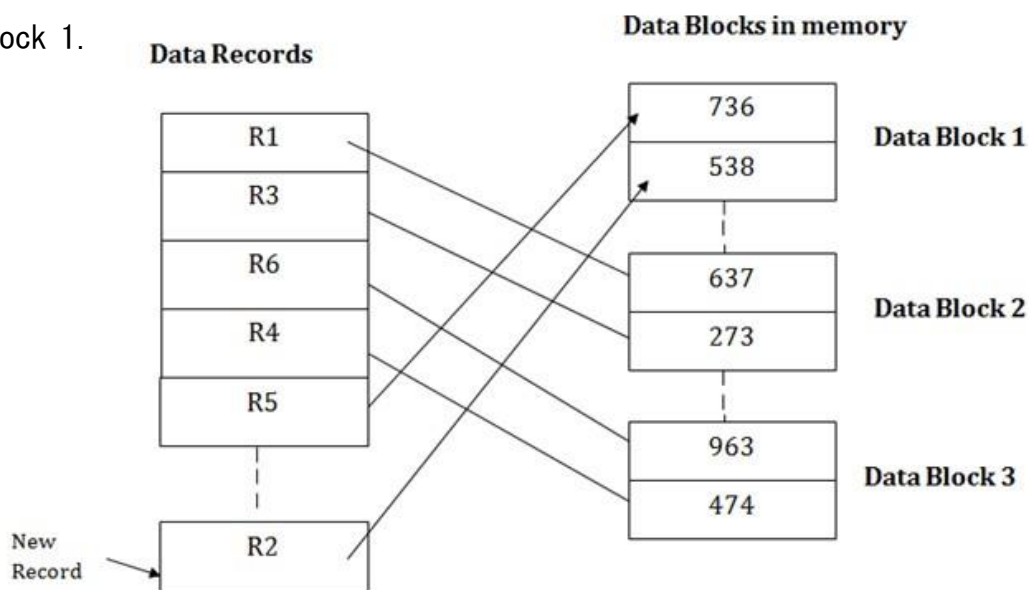 ock 1.
Data Records
Data Blocks in memory
R1
R3
R6
R4
R5
R2
New
Record
736
538
Data Block 1
637
273
Data Block 2
963
474
Data Block 3